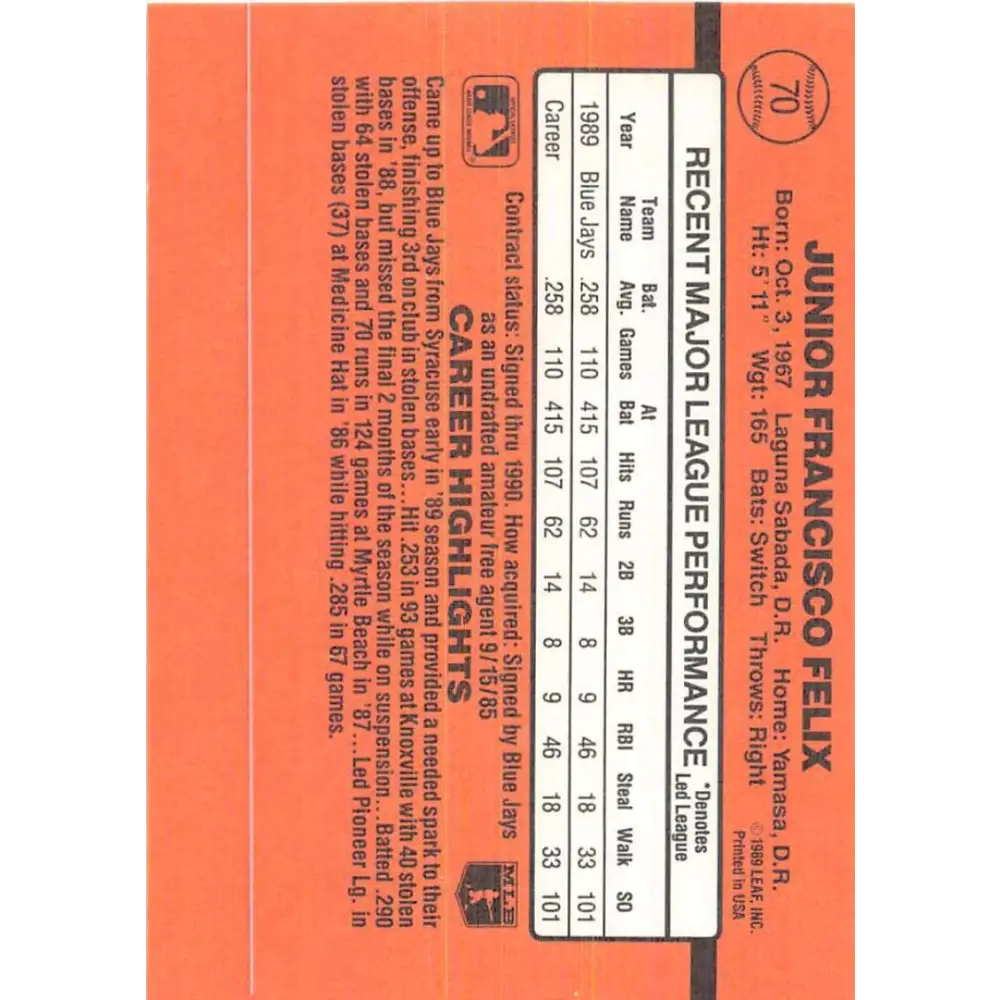 70
JUNIOR FRANCISCO FELIX
Born: Oct. 3, 1967 Laguna Sabada, D.R. Home: Yamasa, D.R.
Ht: 5'11" Wgt: 165 Bats: Switch Throws: Right
© 1989 LEAF, INC.
Printed in USA
RECENT MAJOR LEAGUE PERFORMANCE *Denotes Led League
Year Team Name Bat. Avg. Games At Bat Hits Runs 2B 3B HR RBI Steal Walk SO
1989 Blue Jays .258 110 415 107 62 14 8 9 46 18 33 101
Career .258 110 415 107 62 14 8 9 46 18 33 101
Contract status: Signed thru 1990. How acquired: Signed by Blue Jays
as an undrafted amateur free agent 9/15/85
MLB
CAREER HIGHLIGHTS
Came up to Blue Jays from Syracuse early in '89 season and provided a needed spark to their
offense, finishing 3rd on club in stolen bases...Hit .253 in 93 games at Knoxville with 40 stolen
bases in '88, but missed the final 2 months of the season while on suspension...Batted .290
with 64 stolen bases and 70 runs in 124 games at Myrtle Beach in '87...Led Pioneer Lg. in
stolen bases (37) at Medicine Hat in '86 while hitting .285 in 67 games.